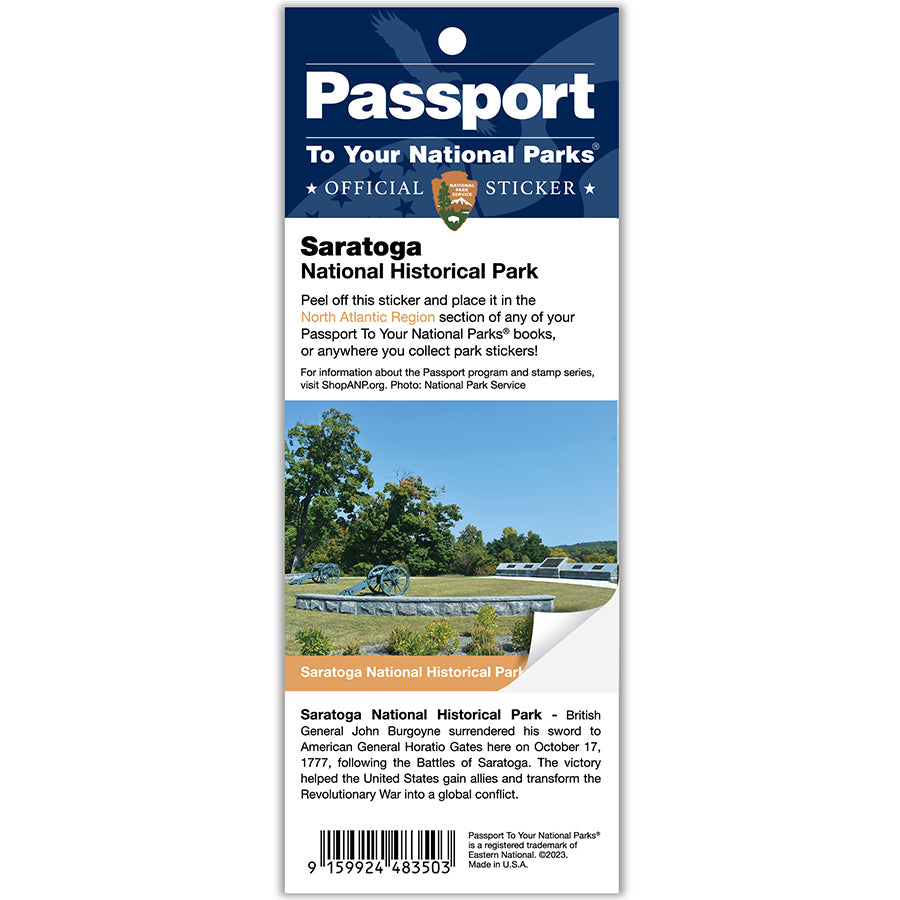 Passport
To Your National Parks®
★ OFFICIAL STICKER ★
NATIONAL
PARK
SERVICE
Saratoga
National Historical Park
Peel off this sticker and place it in the
North Atlantic Region section of any of your
Passport To Your National Parks® books,
or anywhere you collect park stickers!
For information about the Passport program and stamp series,
visit ShopANP.org. Photo: National Park Service
Saratoga National Historical Park
Saratoga National Historical Park - British
General John Burgoyne surrendered his sword to
American General Horatio Gates here on October 17,
1777, following the Battles of Saratoga. The victory
helped the United States gain allies and transform the
Revolutionary War into a global conflict.
9 159924 483503
Passport To Your National Parks®
is a registered trademark of
Eastern National. ©2023.
Made in U.S.A.